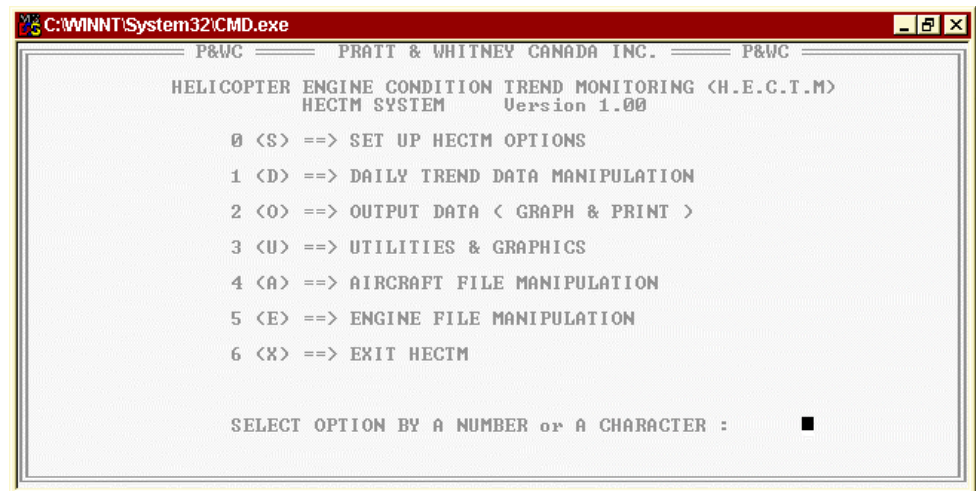 C:\WINNT\System32\CMD.exe
P&WC PRATT & WHITNEY CANADA INC. P&WC
HELICOPTER ENGINE CONDITION TREND MONITORING (H.E.C.T.M)
HECTM SYSTEM Version 1.00
0 (S) ==> SET UP HECTM OPTIONS
1 (D) ==> DAILY TREND DATA MANIPULATION
2 (O) ==> OUTPUT DATA ( GRAPH & PRINT )
3 (U) ==> UTILITIES & GRAPHICS
4 (A) ==> AIRCRAFT FILE MANIPULATION
5 (E) ==> ENGINE FILE MANIPULATION
6 (X) ==> EXIT HECTM
SELECT OPTION BY A NUMBER or A CHARACTER :